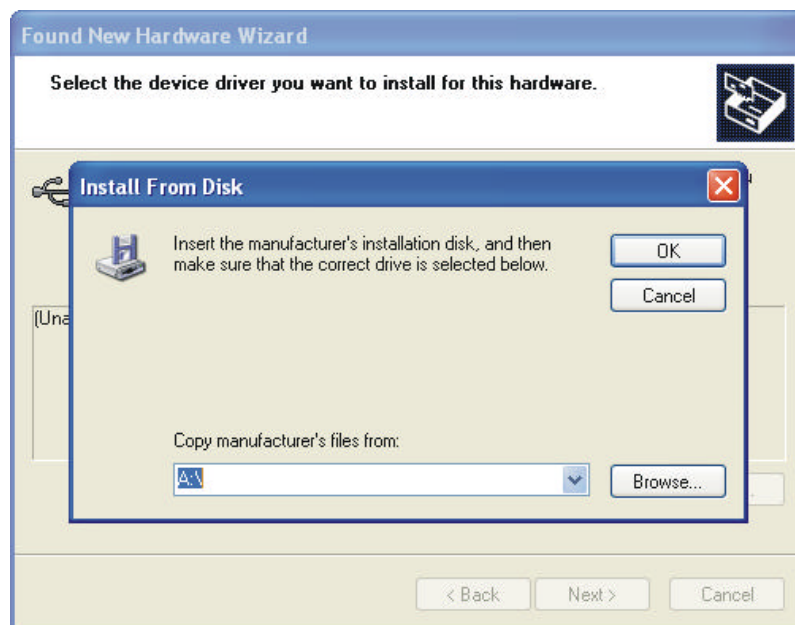 Found New Hardware Wizard
Select the device driver you want to install for this hardware.
Install From Disk
Insert the manufacturer's installation disk, and then
make sure that the correct drive is selected below.
OK
Cancel
Copy manufacturer's files from:
A:\
Browse...
< Back
Next >
Cancel